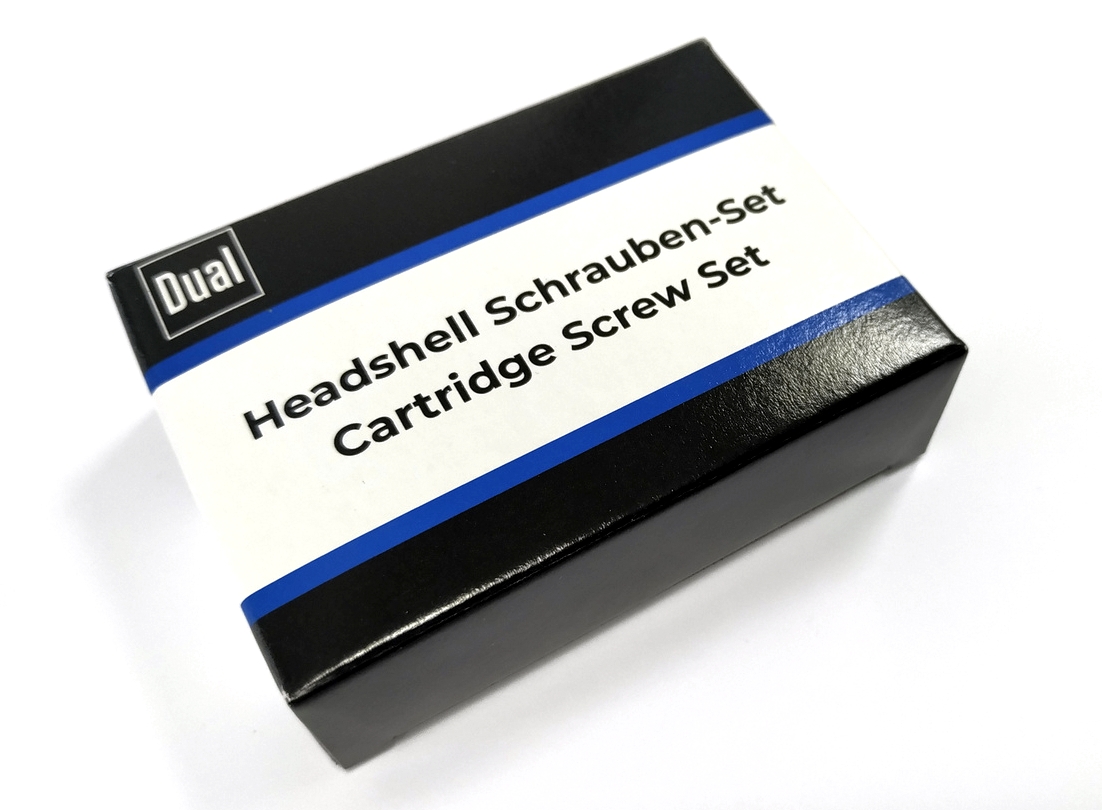 Dual
Headshell Schrauben-Set
Cartridge Screw Set